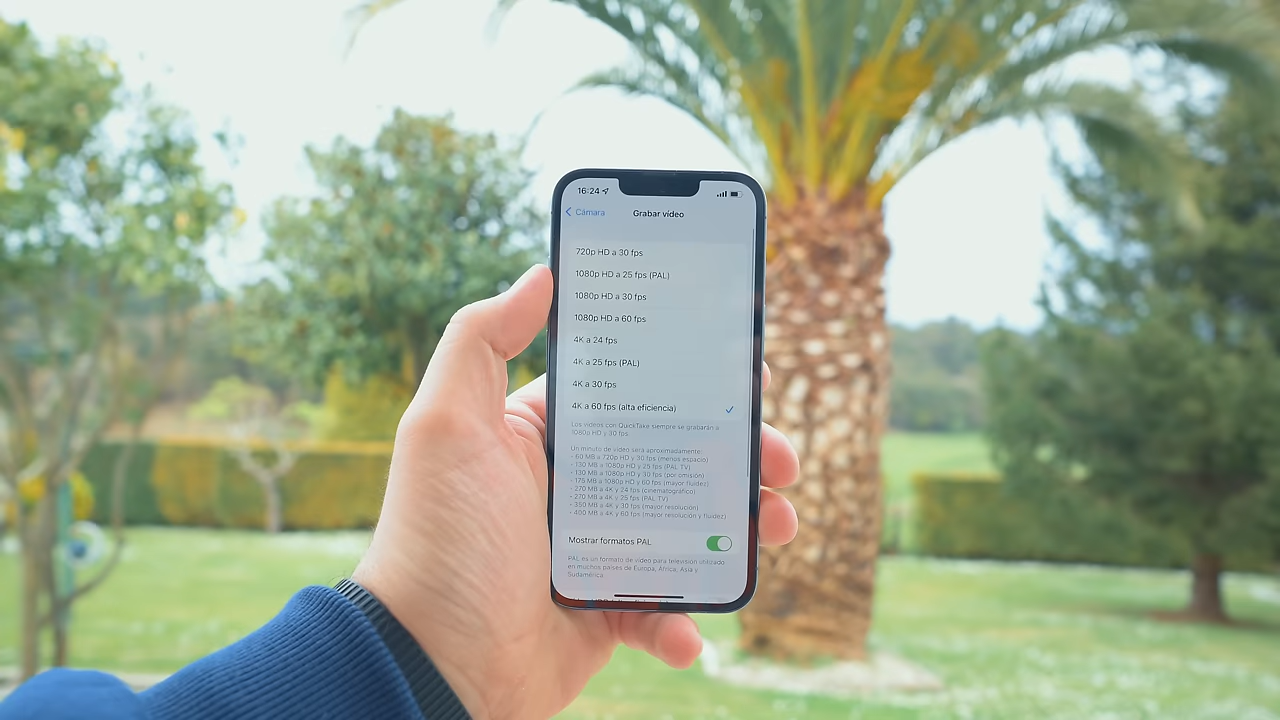 16:24
Cámara
Grabar vídeo
720p HD a 30 fps
1080p HD a 25 fps (PAL)
1080p HD a 30 fps
1080p HD a 60 fps
4K a 24 fps
4K a 25 fps (PAL)
4K a 30 fps
4K a 60 fps (alta eficiencia)
Los vídeos con QuickTake siempre se grabarán a
1080p HD y 30 fps.
Un minuto de vídeo será aproximadamente:
- 60 MB a 720p HD y 30 fps (menos espacio)
- 130 MB a 1080p HD y 25 fps (PAL TV)
- 130 MB a 1080p HD y 30 fps (por omisión)
- 175 MB a 1080p HD y 60 fps (mayor fluidez)
- 270 MB a 4K y 24 fps (cinematográfico)
- 270 MB a 4K y 25 fps (PAL TV)
- 350 MB a 4K y 30 fps (mayor resolución)
- 400 MB a 4K y 60 fps (mayor resolución y fluidez)
Mostrar formatos PAL
PAL es un formato de vídeo para televisión utilizado
en muchos países de Europa, África, Asia y
Sudamérica.